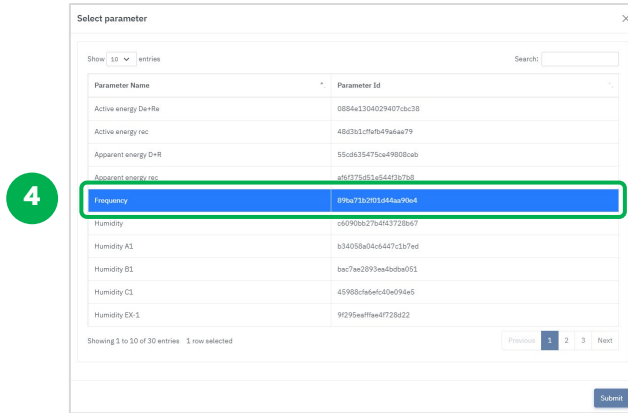 Select parameter
Show 10 entries Search:
Parameter Name Parameter Id
Active energy De+Re 0884e1304029407cbc38
Active energy rec 48d3b1cffefb49a6ae79
Apparent energy D+R 55cd635475ce49808ceb
Apparent energy rec af6f375d51e544f3b7b8
4 Frequency 89ba71b2f01d44aa90e4
Humidity c6090bb27b4f43728b67
Humidity A1 b34058a04c6447c1b7ed
Humidity B1 bac7ae2893ea4bdba051
Humidity C1 45988cfa6efc40e094e5
Humidity EX-1 9f295eafffae4f728d22
Showing 1 to 10 of 30 entries 1 row selected Previous 1 2 3 Next
Submit